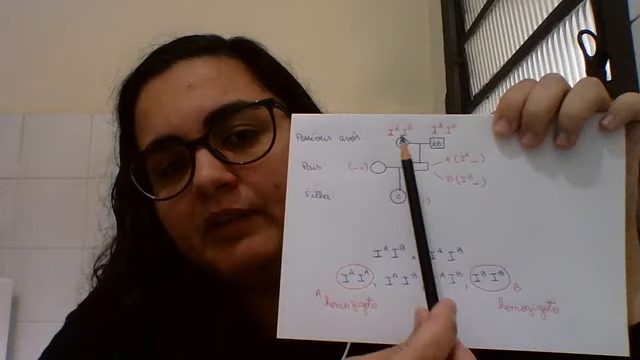 Possíveis avós I^A I^B I^A I^B
AB
Pais (- -) A (I^A _)
B (I^B _)
Filha
I^A I^B I^B
I^A I^A, I^A I^B I^B, I^B I^B
A homozigoto B homozigoto